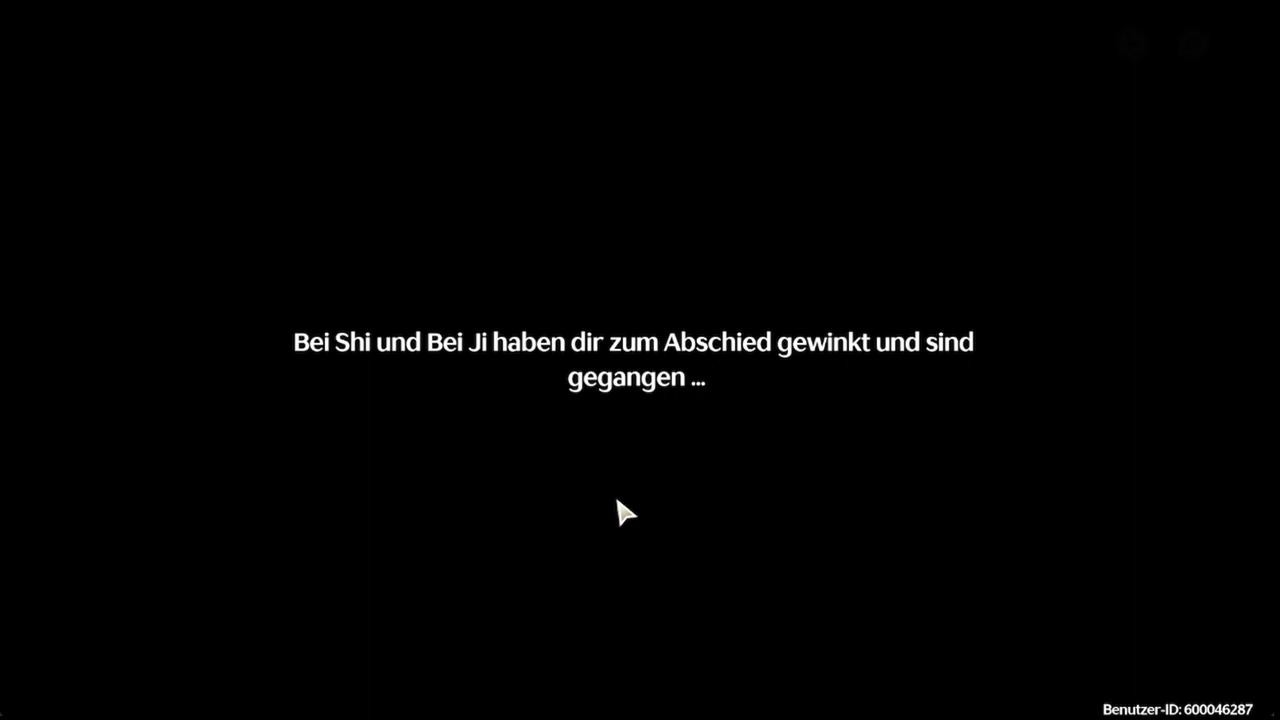 Bei Shi und Bei Ji haben dir zum Abschied gewinkt und sind
gegangen ...
Benutzer-ID: 600046287